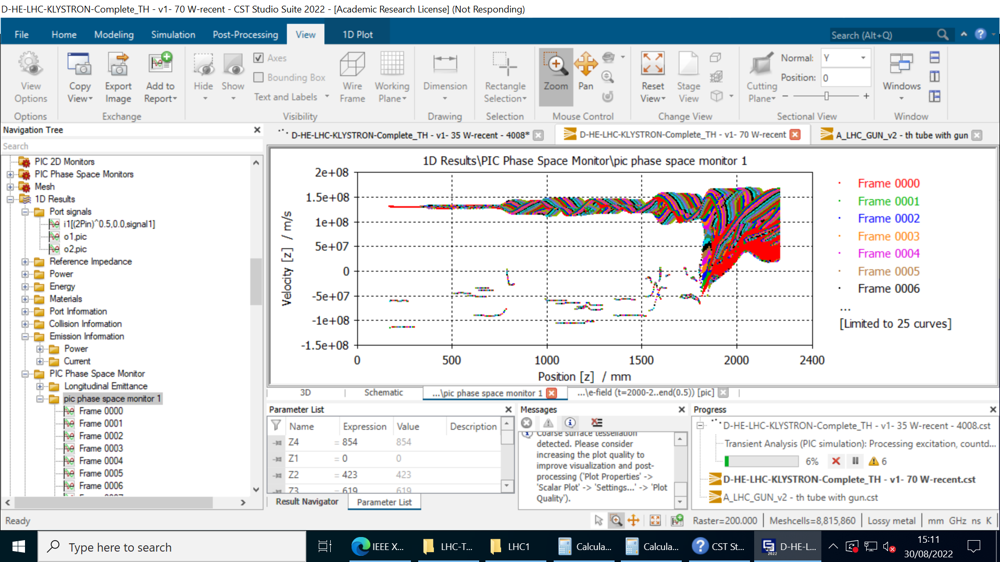 D-HE-LHC-KLYSTRON-Complete_TH - v1- 70 W-recent - CST Studio Suite 2022 - [Academic Research License] (Not Responding)
File Home Modeling Simulation Post-Processing View 1D Plot Search (Alt+Q)
View Options
Copy View
Export Image
Add to Report
Hide
Show
Axes
Bounding Box
Text and Labels
Wire Frame
Working Plane
Dimension
Rectangle Selection
Zoom
Pan
Reset View
Stage View
Cutting Plane
Normal: Y
Position: 0
Windows
Options Exchange Visibility Drawing Selection Mouse Control Change View Sectional View Window
Navigation Tree
Search
PIC 2D Monitors
PIC Phase Space Monitors
Mesh
1D Results
Port signals
i1[(2Pin)^0.5,0.0,signal1]
o1,pic
o2,pic
Reference Impedance
Power
Energy
Materials
Port Information
Collision Information
Emission Information
Power
Current
PIC Phase Space Monitor
Longitudinal Emittance
pic phase space monitor 1
Frame 0000
Frame 0001
Frame 0002
Frame 0003
Frame 0004
Frame 0005
Frame 0006
D-HE-LHC-KLYSTRON-Complete_TH - v1- 35 W-recent - 4008*
D-HE-LHC-KLYSTRON-Complete_TH - v1- 70 W-recent
A_LHC_GUN_v2 - th tube with gun
1D Results\PIC Phase Space Monitor\pic phase space monitor 1
2e+08
1.5e+08
1e+08
5e+07
0
-5e+07
-1e+08
-1.5e+08
Velocity [z] / m/s
0 500 1000 1500 2000 2400
Position [z] / mm
Frame 0000
Frame 0001
Frame 0002
Frame 0003
Frame 0004
Frame 0005
Frame 0006
...
[Limited to 25 curves]
3D
Schematic
...\pic phase space monitor 1
...\e-field (t=2000-2..end(0.5)) [pic]
Parameter List
Name Expression Value Description
Z4 = 854 854
Z1 = 0 0
Z2 = 423 423
Z3 = 619 619
Result Navigator Parameter List
Messages
Coarse surface tessellation
detected. Please consider
increasing the plot quality to
improve visualization and post-
processing ('Plot Properties' ->
'Scalar Plot' -> 'Settings...' -> 'Plot
Quality').
Progress
D-HE-LHC-KLYSTRON-Complete_TH - v1- 35 W-recent - 4008.cst
Transient Analysis (PIC simulation): Processing excitation, countd...
6% 6
D-HE-LHC-KLYSTRON-Complete_TH - v1- 70 W-recent.cst
A_LHC_GUN_v2 - th tube with gun.cst
Ready
Raster=200.000 Meshcells=8,815,860 Lossy metal mm GHz ns K
Type here to search
IEEE X...
LHC-T...
LHC1
Calcula...
Calcula...
CST St...
2022
D-HE-L...
15:11
30/08/2022